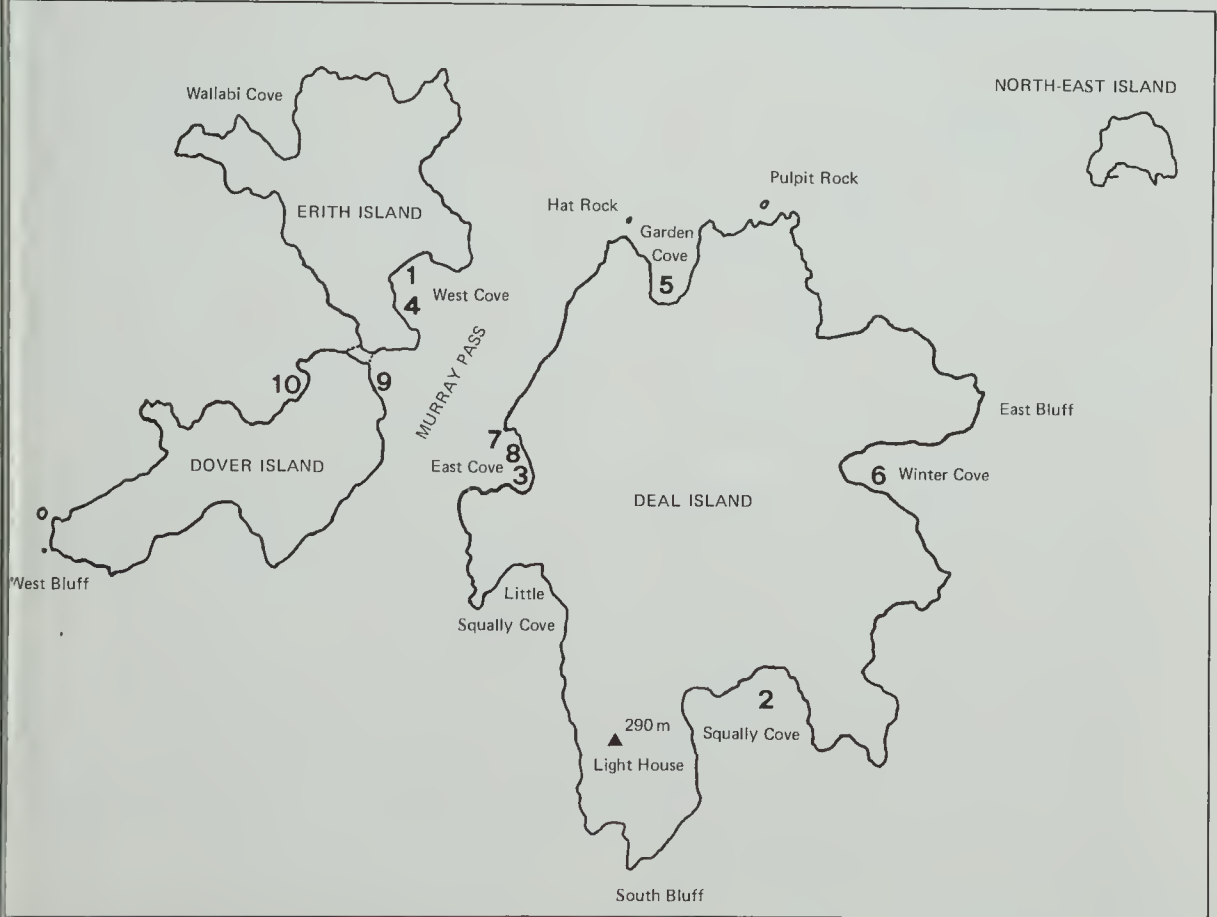 NORTH-EAST ISLAND
Wallabi Cove
Pulpit Rock
Hat Rock
Garden
Cove
5
ERITH ISLAND
1
4
West Cove
MURRAY PASS
10
9
East Bluff
7
8
3
East Cove
DOVER ISLAND
DEAL ISLAND
6
Winter Cove
West Bluff
Little
Squally Cove
2
Squally Cove
290 m
Light House
South Bluff